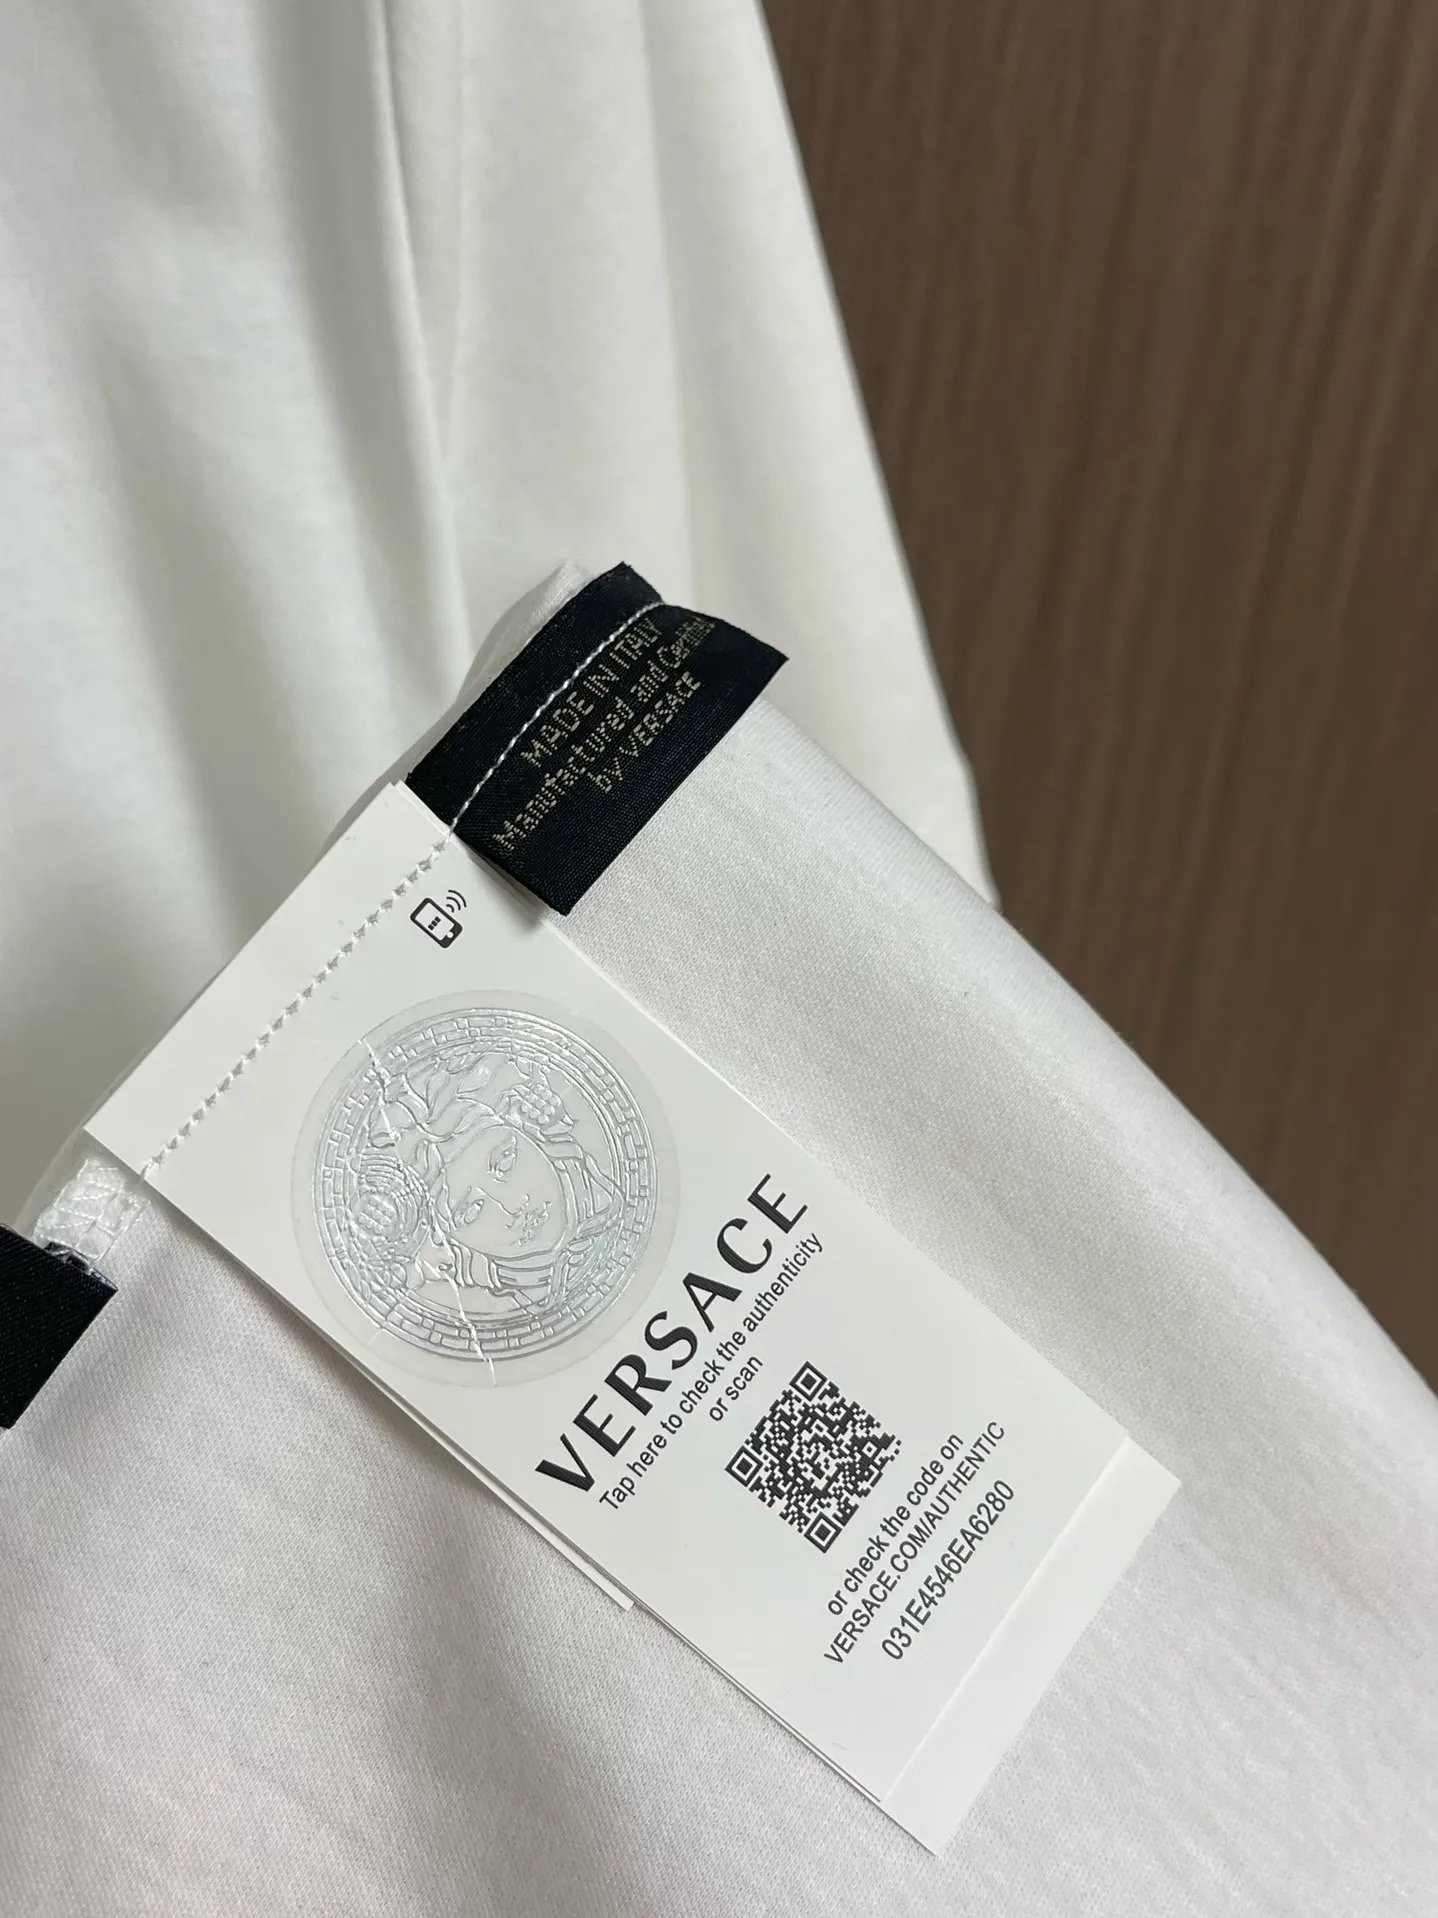 MADE IN ITALY
Manufactured and Certified
by VERSACE
VERSACE
Tap here to check the authenticity
or scan
or check the code on
VERSACE.COM/AUTHENTIC
031E4546EA6280